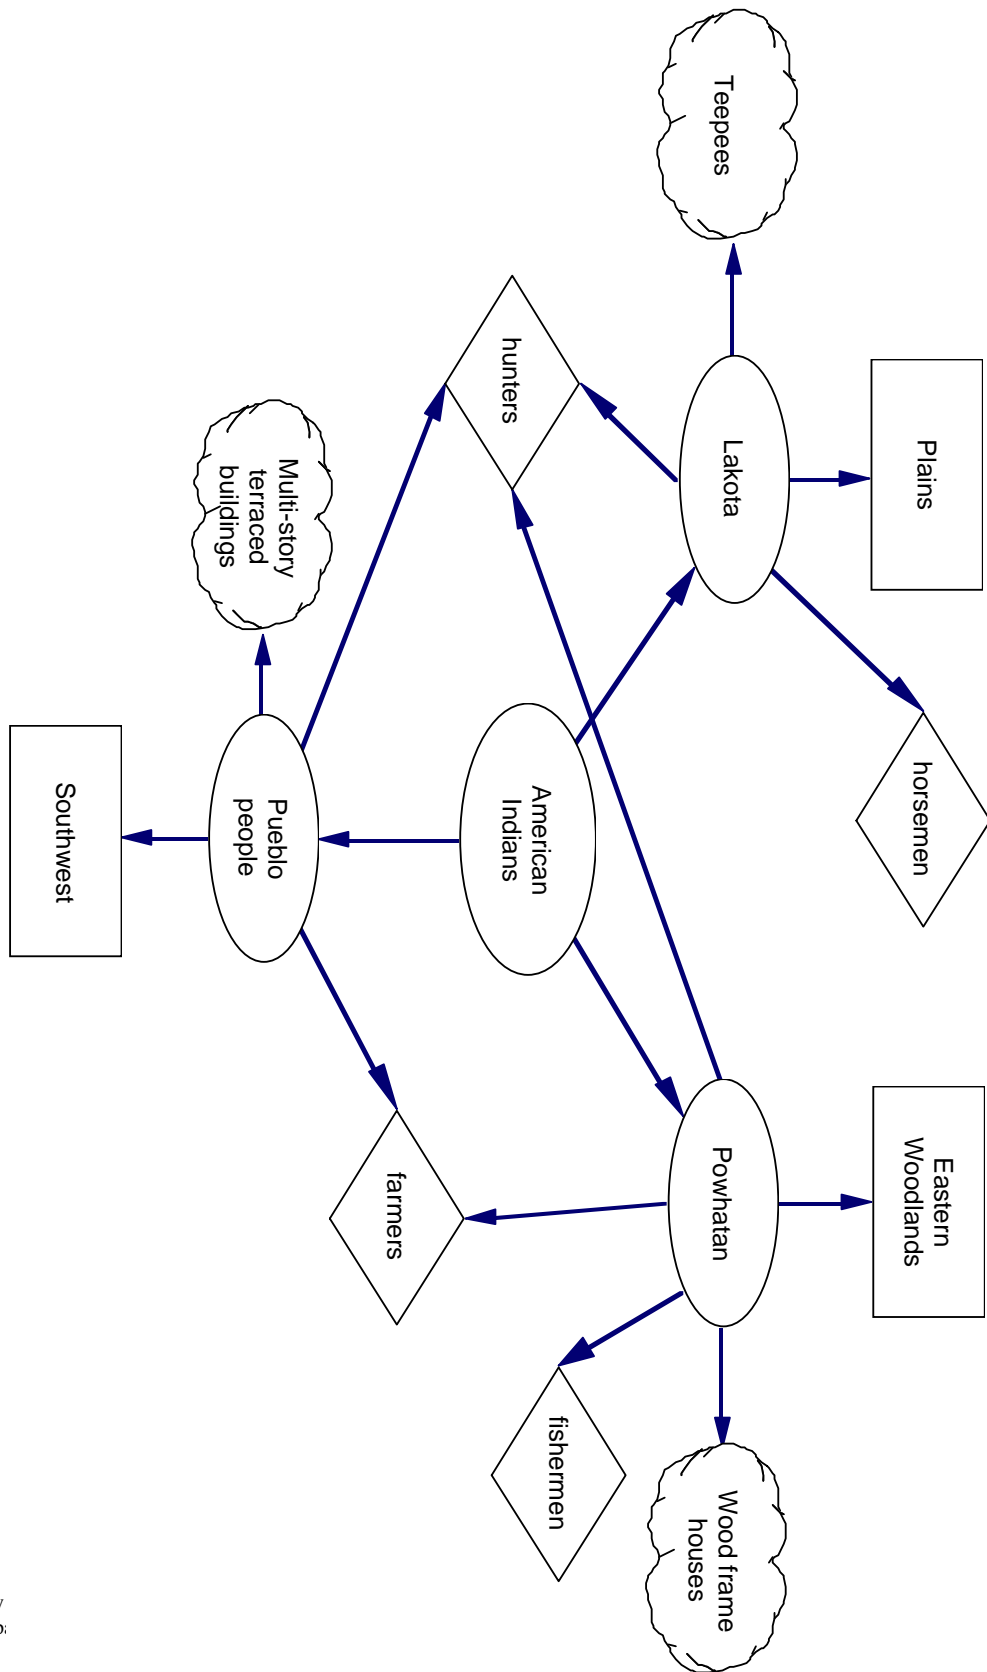 Plains
Eastern
Woodlands
horsemen
Teepees
Lakota
Powhatan
Wood frame
houses
hunters
American
Indians
fishermen
farmers
Multi-story
terraced
buildings
Pueblo
people
Southwest